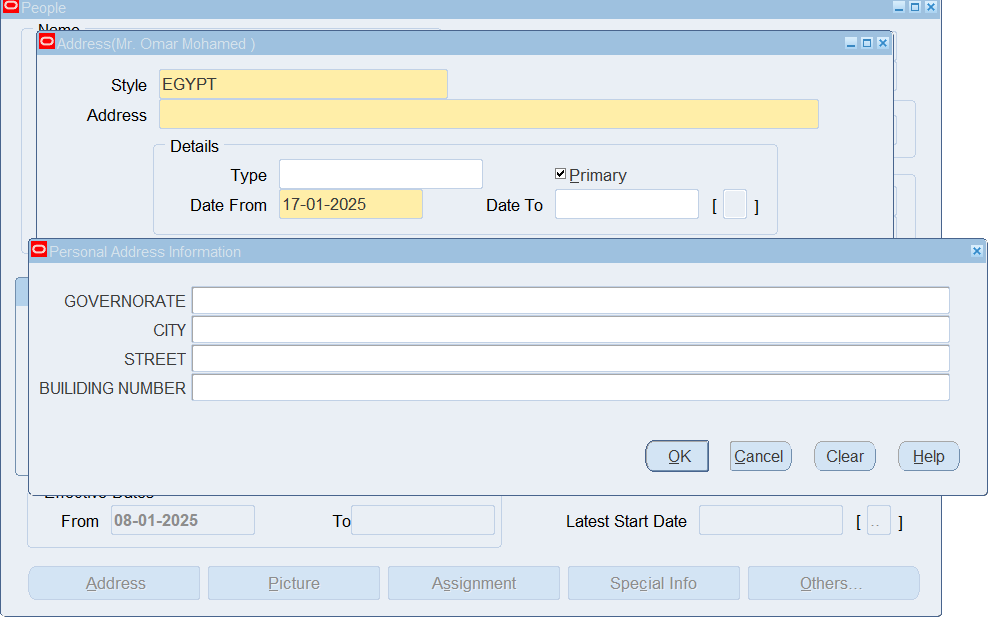 People
Name
Address(Mr. Omar Mohamed )
Style EGYPT
Address
Details
Type Primary
Date From 17-01-2025 Date To [ ]
Personal Address Information
GOVERNORATE
CITY
STREET
BUILIDING NUMBER
OK Cancel Clear Help
Effective Dates
From 08-01-2025 To Latest Start Date [ .. ]
Address Picture Assignment Special Info Others...